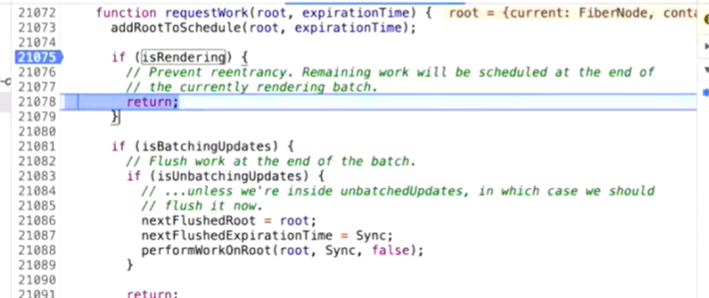 21072 function requestWork(root, expirationTime) { root = {current: FiberNode, conta
21073 addRootToSchedule(root, expirationTime);
21074
21075 if (isRendering) {
21076 // Prevent reentrancy. Remaining work will be scheduled at the end of
21077 // the currently rendering batch.
21078 return;
21079 }
21080
21081 if (isBatchingUpdates) {
21082 // Flush work at the end of the batch.
21083 if (isUnbatchingUpdates) {
21084 // ...unless we're inside unbatchedUpdates, in which case we should
21085 // flush it now.
21086 nextFlushedRoot = root;
21087 nextFlushedExpirationTime = Sync;
21088 performWorkOnRoot(root, Sync, false);
21089 }
21090
21091 return;